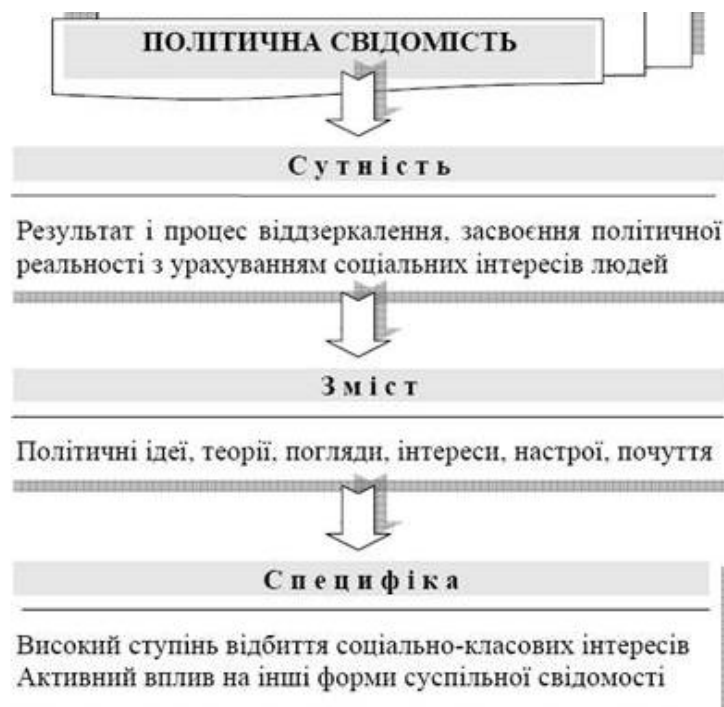 ПОЛІТИЧНА СВІДОМІСТЬ
Сутність
Результат і процес віддзеркалення, засвоєння політичної
реальності з урахуванням соціальних інтересів людей
Зміст
Політичні ідеї, теорії, погляди, інтереси, настрої, почуття
Специфіка
Високий ступінь відбиття соціально-класових інтересів
Активний вплив на інші форми суспільної свідомості